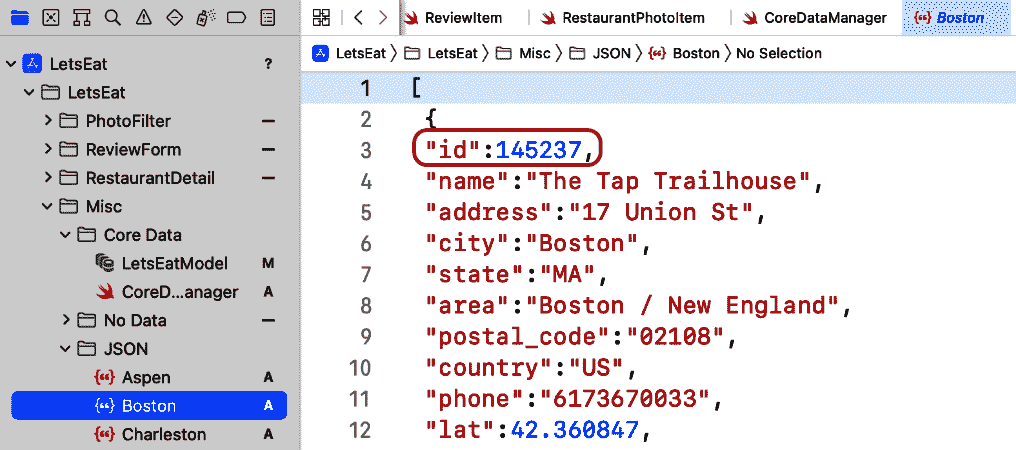 ReviewItem
RestaurantPhotoItem
CoreDataManager
Boston
LetsEat
LetsEat
Misc
JSON
Boston
No Selection
LetsEat ?
LetsEat
PhotoFilter –
ReviewForm –
RestaurantDetail –
Misc
Core Data
LetsEatModel M
CoreD...anager A
No Data –
JSON
Aspen A
Boston A
Charleston A
1 [
2 {
3 "id":145237,
4 "name":"The Tap Trailhouse",
5 "address":"17 Union St",
6 "city":"Boston",
7 "state":"MA",
8 "area":"Boston / New England",
9 "postal_code":"02108",
10 "country":"US",
11 "phone":"6173670033",
12 "lat":42.360847,